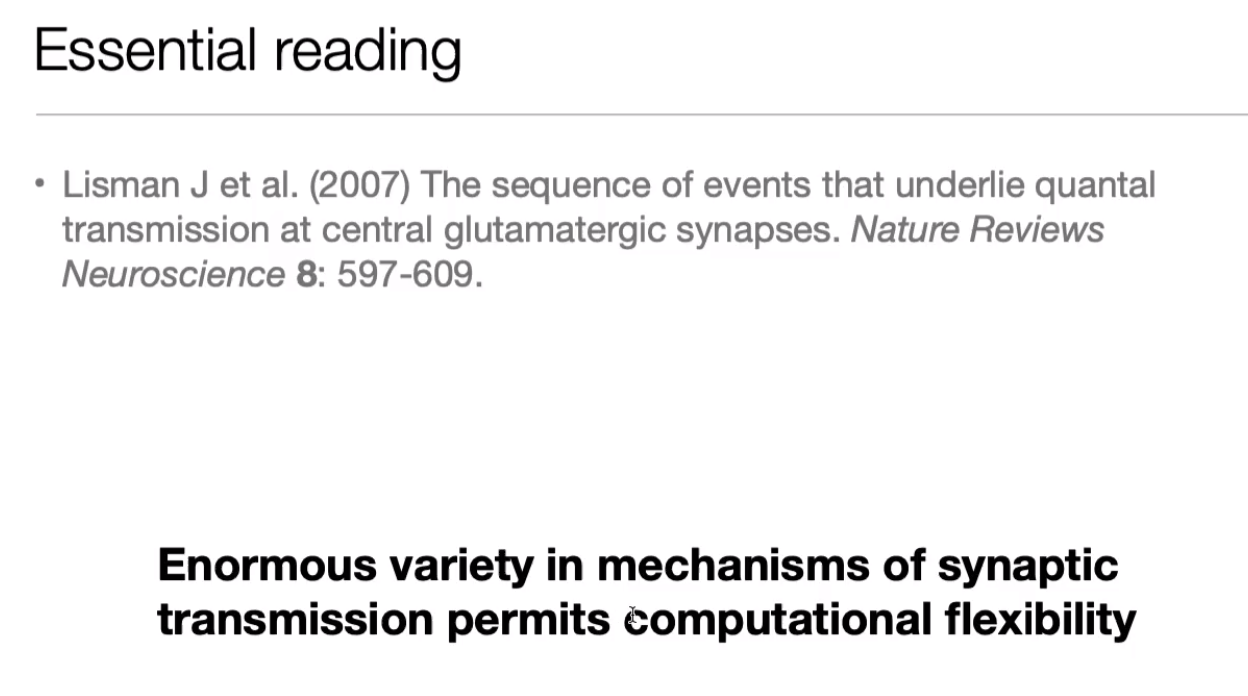 Essential reading
• Lisman J et al. (2007) The sequence of events that underlie quantal
transmission at central glutamatergic synapses. Nature Reviews
Neuroscience 8: 597-609.
Enormous variety in mechanisms of synaptic
transmission permits computational flexibility